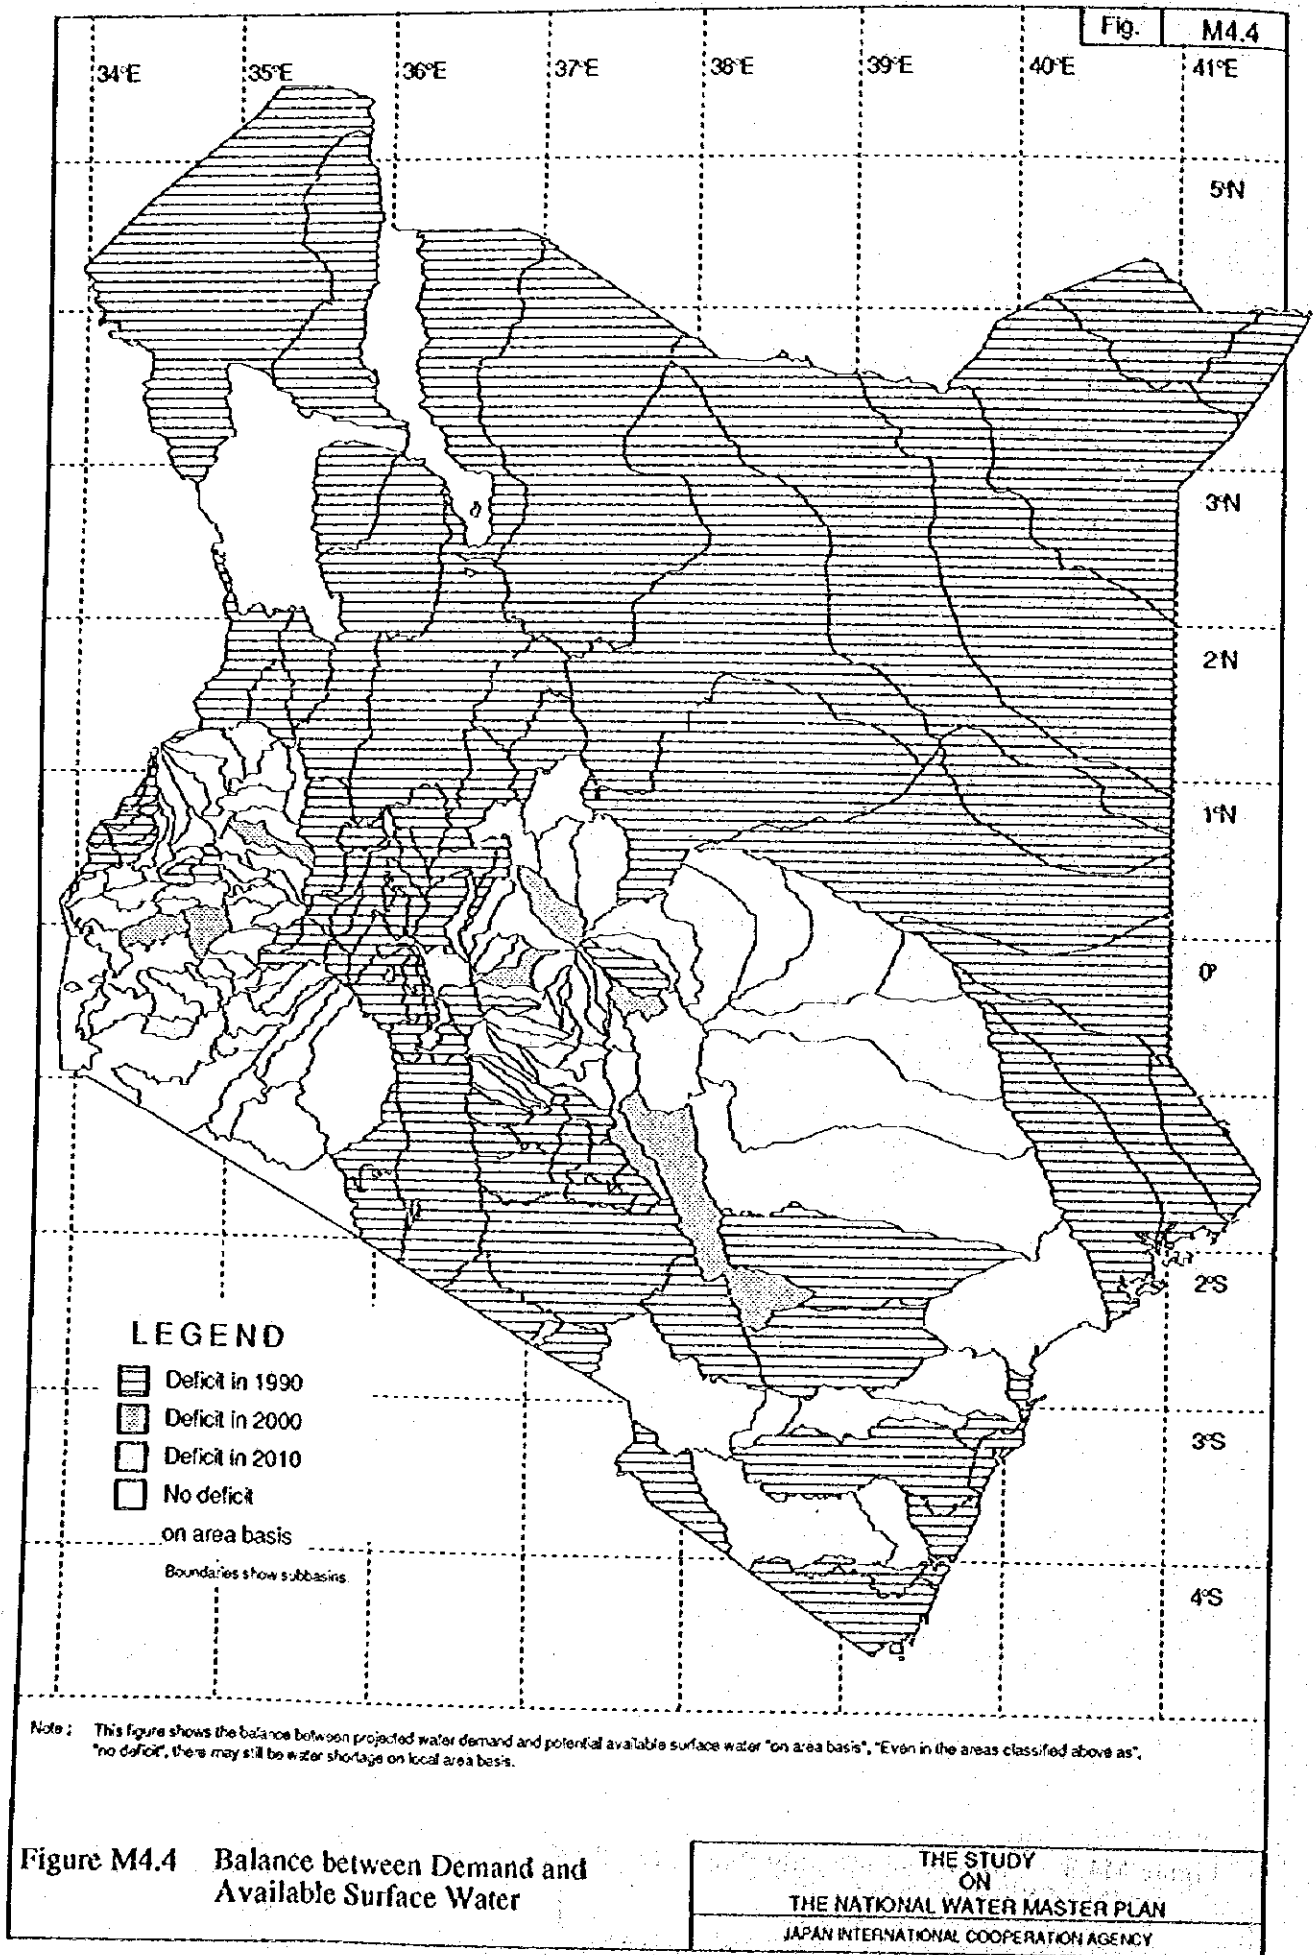 Fig. M4.4
34°E 35°E 36°E 37°E 38°E 39°E 40°E 41°E
5°N
3°N
2°N
1°N
0°
2°S
3°S
4°S
LEGEND
Deficit in 1990
Deficit in 2000
Deficit in 2010
No deficit
on area basis
Boundaries show subbasins.
Note ; This figure shows the balance between projected water demand and potential available surface water "on area basis", "Even in the areas classified above as",
"no deficit", there may still be water shortage on local area basis.
Figure M4.4 Balance between Demand and
Available Surface Water
THE STUDY
ON
THE NATIONAL WATER MASTER PLAN
JAPAN INTERNATIONAL COOPERATION AGENCY